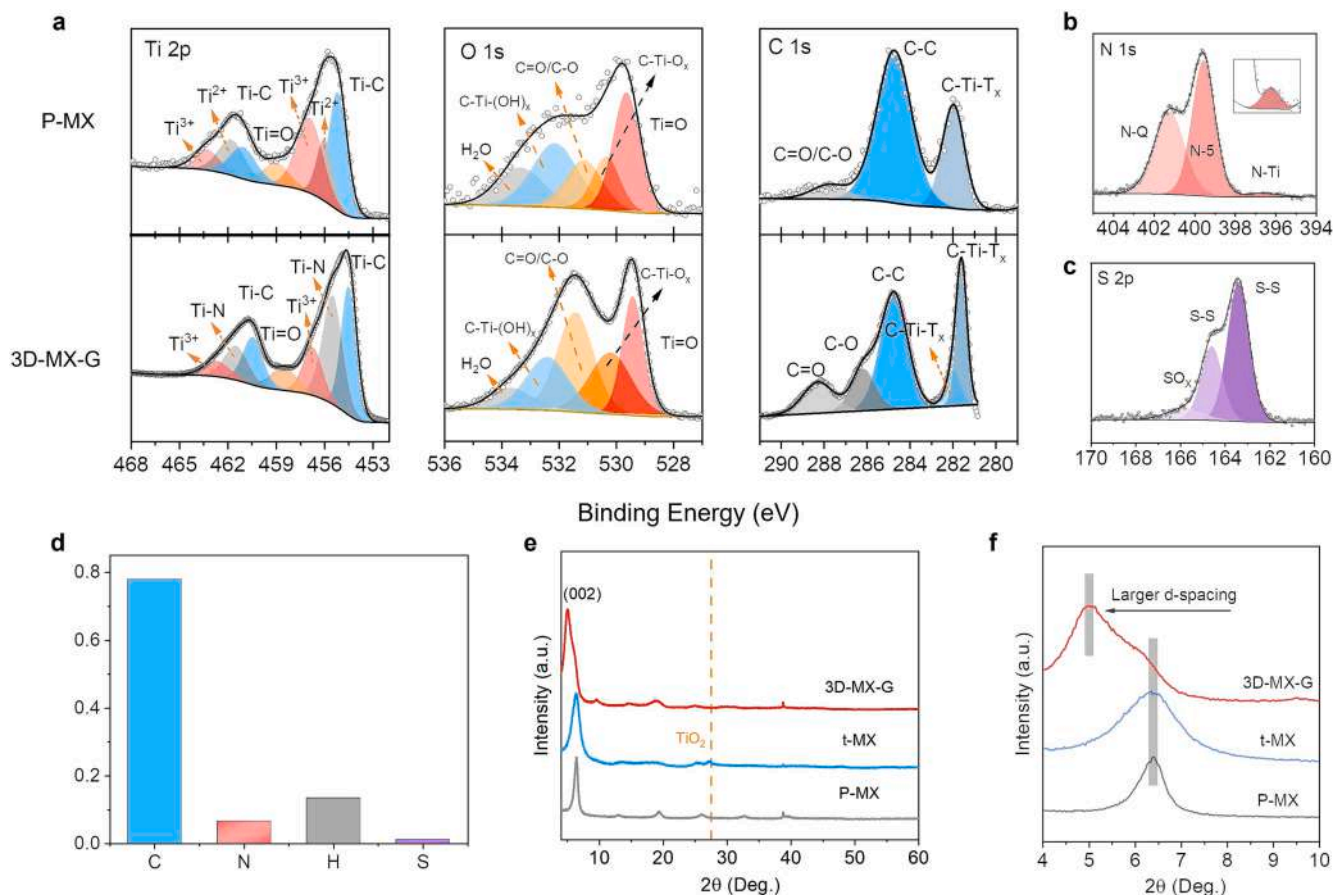 a
b
P-MX
Ti 2p
Ti³⁺
Ti²⁺
Ti-C
Ti=O
Ti³⁺
Ti²⁺
Ti-C
O 1s
H₂O
C-Ti-(OH)ₓ
C=O/C-O
C-Ti-Oₓ
Ti=O
C 1s
C=O/C-O
C-C
C-Ti-Tₓ
N 1s
N-Q
N-5
N-Ti
404 402 400 398 396 394
3D-MX-G
Ti³⁺
Ti-N
Ti-C
Ti=O
Ti³⁺
Ti-N
Ti-C
468 465 462 459 456 453
H₂O
C-Ti-(OH)ₓ
C=O/C-O
C-Ti-Oₓ
Ti=O
536 534 532 530 528
C=O
C-O
C-C
C-Ti-Tₓ
C-Ti-Tₓ
290 288 286 284 282 280
c
S 2p
SOₓ
S-S
S-S
170 168 166 164 162 160
Binding Energy (eV)
d
0.8
0.6
0.4
0.2
0.0
C N H S
e
Intensity (a.u.)
(002)
TiO₂
3D-MX-G
t-MX
P-MX
10 20 30 40 50 60
2θ (Deg.)
f
Intensity (a.u.)
Larger d-spacing
3D-MX-G
t-MX
P-MX
4 5 6 7 8 9 10
2θ (Deg.)